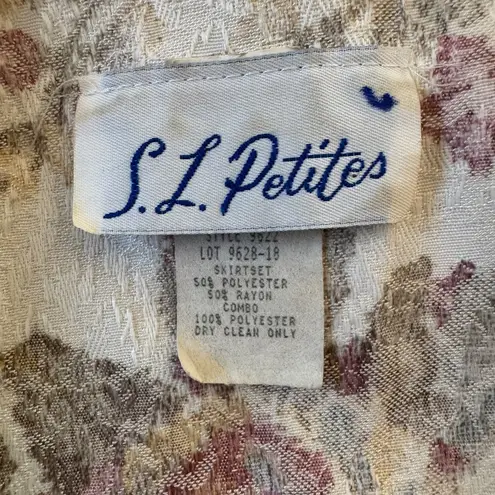 S.L. Petites
STYLE 9622
LOT 9628-18
SKIRTSET
50% POLYESTER
50% RAYON
COMBO
100% POLYESTER
DRY CLEAN ONLY